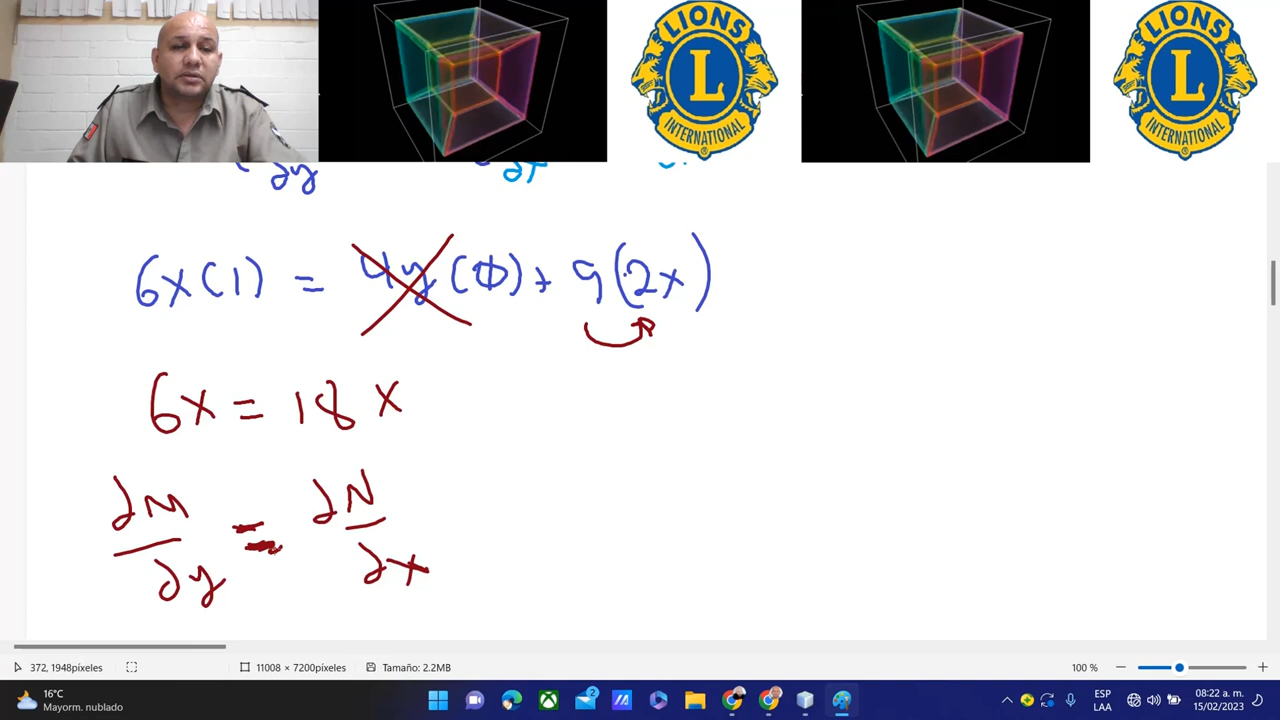 LIONS
L
INTERNATIONAL
LIONS
L
INTERNATIONAL
∂y ∂x
6x(1) = 4y(0) + 9(2x)
6x = 18x
∂M/∂y = ∂N/∂x
372, 1948píxeles
11008 × 7200píxeles
Tamaño: 2.2MB
100 %
16°C
Mayorm. nublado
2
ESP
LAA
08:22 a. m.
15/02/2023